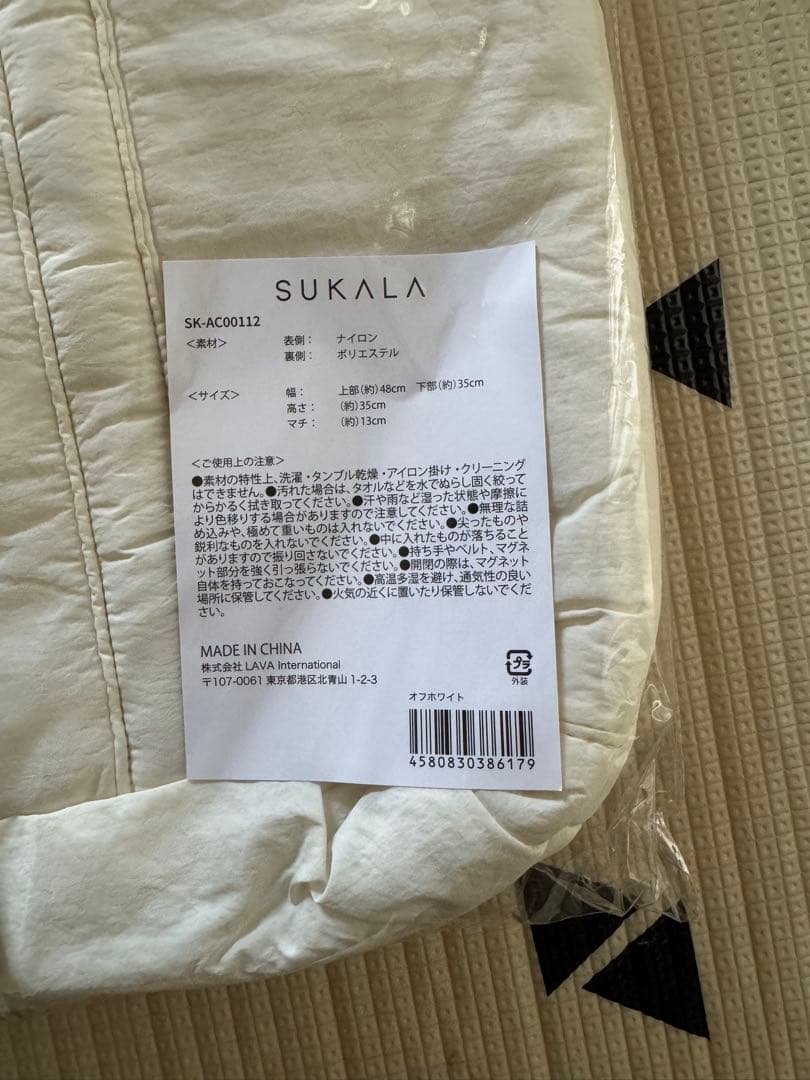 SUKALA
SK-AC00112
<素材> 表側： ナイロン
裏側： ポリエステル
<サイズ> 幅： 上部(約)48cm 下部(約)35cm
高さ： (約)35cm
マチ： (約)13cm
<ご使用上の注意>
●素材の特性上、洗濯・タンブル乾燥・アイロン掛け・クリーニング
はできません。●汚れた場合は、タオルなどを水でぬらし固く絞って
からかるく拭き取ってください。●汗や雨など湿った状態や摩擦に
より色移りする場合がありますので注意してください。●無理な詰
め込みや、極めて重いものは入れないでください。●尖ったものや
鋭利なものを入れないでください。●中に入れたものが落ちること
がありますので振り回さないでください。●持ち手やベルト、マグネ
ット部分を強く引っ張らないでください。●開閉の際は、マグネット
自体を持っておこなってください。●高温多湿を避け、通気性の良い
場所に保管してください。●火気の近くに置いたり保管しないでくだ
さい。
MADE IN CHINA
株式会社 LAVA International
〒107-0061 東京都港区北青山 1-2-3
プラ
外装
オフホワイト
4580830386179